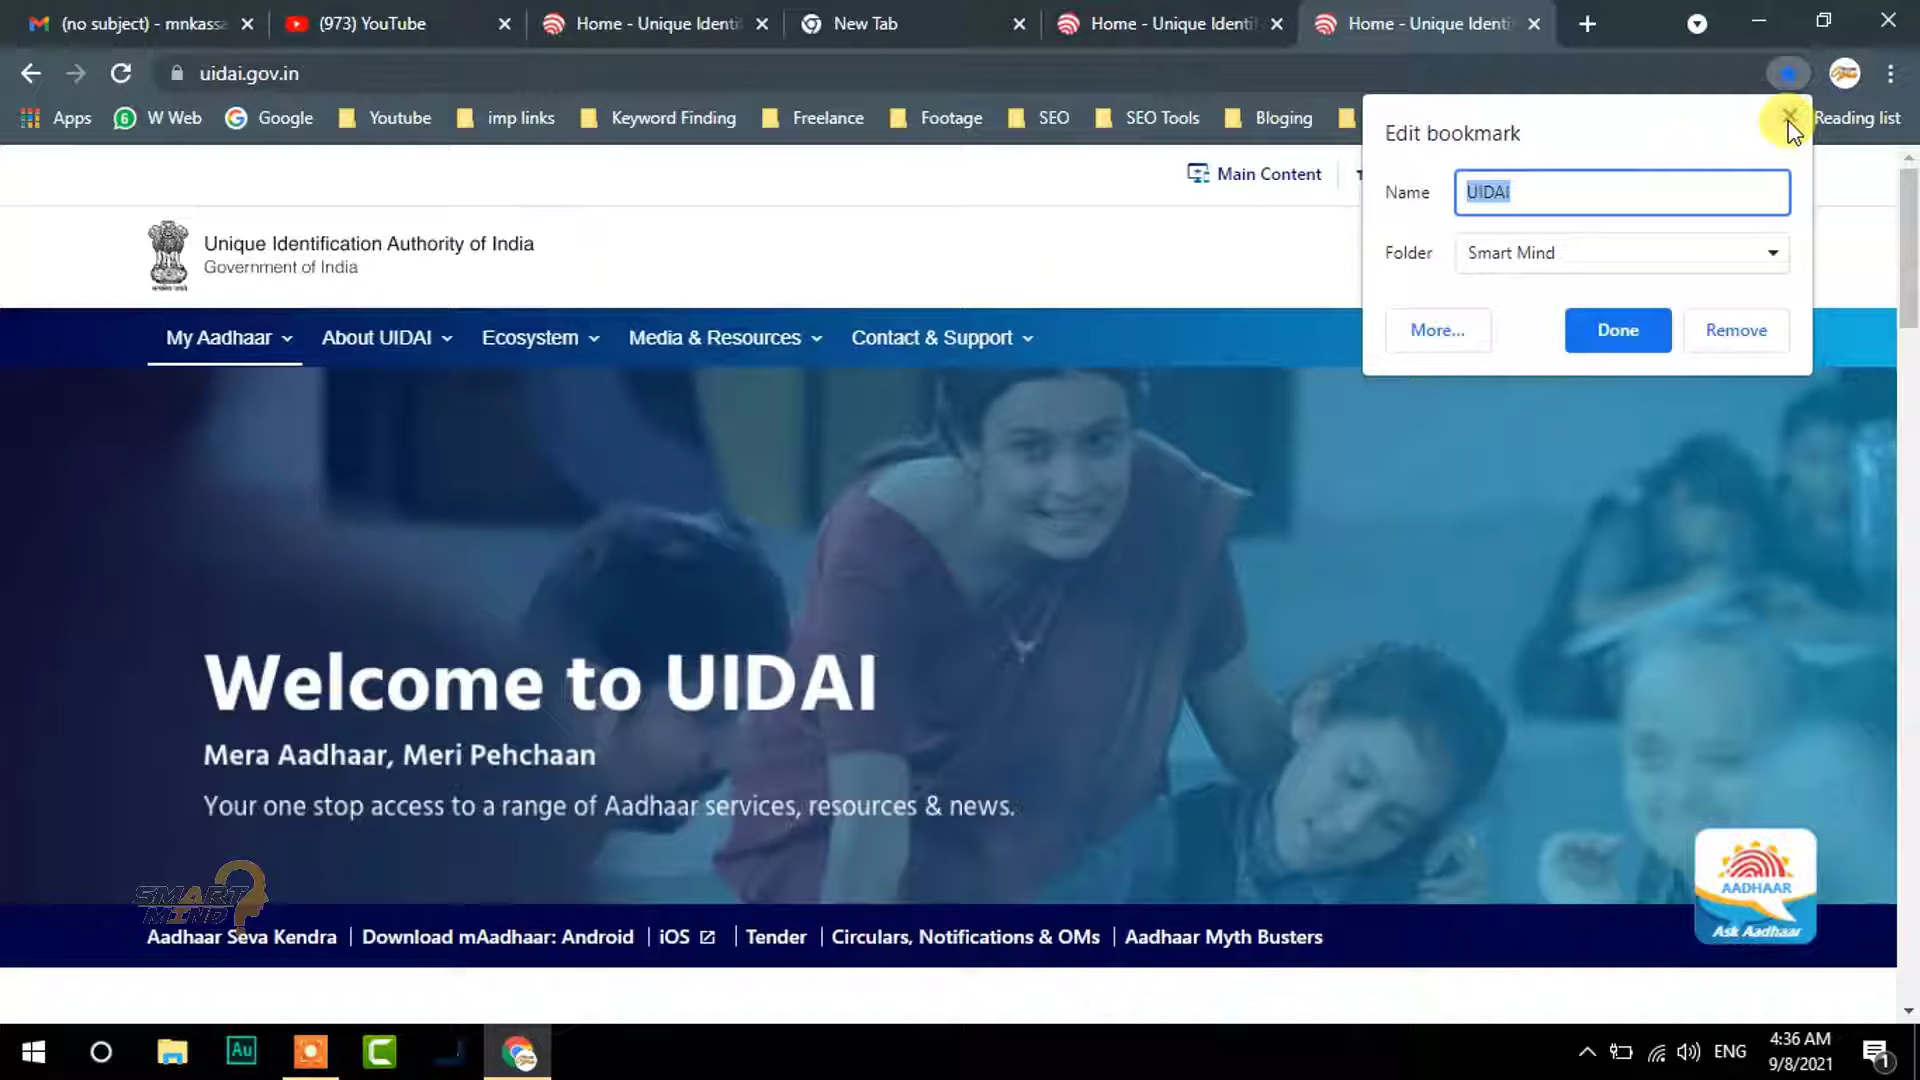 (no subject) - mnkassa
(973) YouTube
Home - Unique Identi
New Tab
Home - Unique Identi
Home - Unique Identi
uidai.gov.in
Apps
6
W Web
Google
Youtube
imp links
Keyword Finding
Freelance
Footage
SEO
SEO Tools
Bloging
Reading list
Edit bookmark
Name
UIDAI
Folder
Smart Mind
More...
Done
Remove
Main Content
Unique Identification Authority of India
Government of India
My Aadhaar
About UIDAI
Ecosystem
Media & Resources
Contact & Support
Welcome to UIDAI
Mera Aadhaar, Meri Pehchaan
Your one stop access to a range of Aadhaar services, resources & news.
SMART
MIND
AADHAAR
Ask Aadhaar
Aadhaar Seva Kendra | Download mAadhaar: Android | iOS | Tender | Circulars, Notifications & OMs | Aadhaar Myth Busters
Au
ENG
4:36 AM
9/8/2021
1